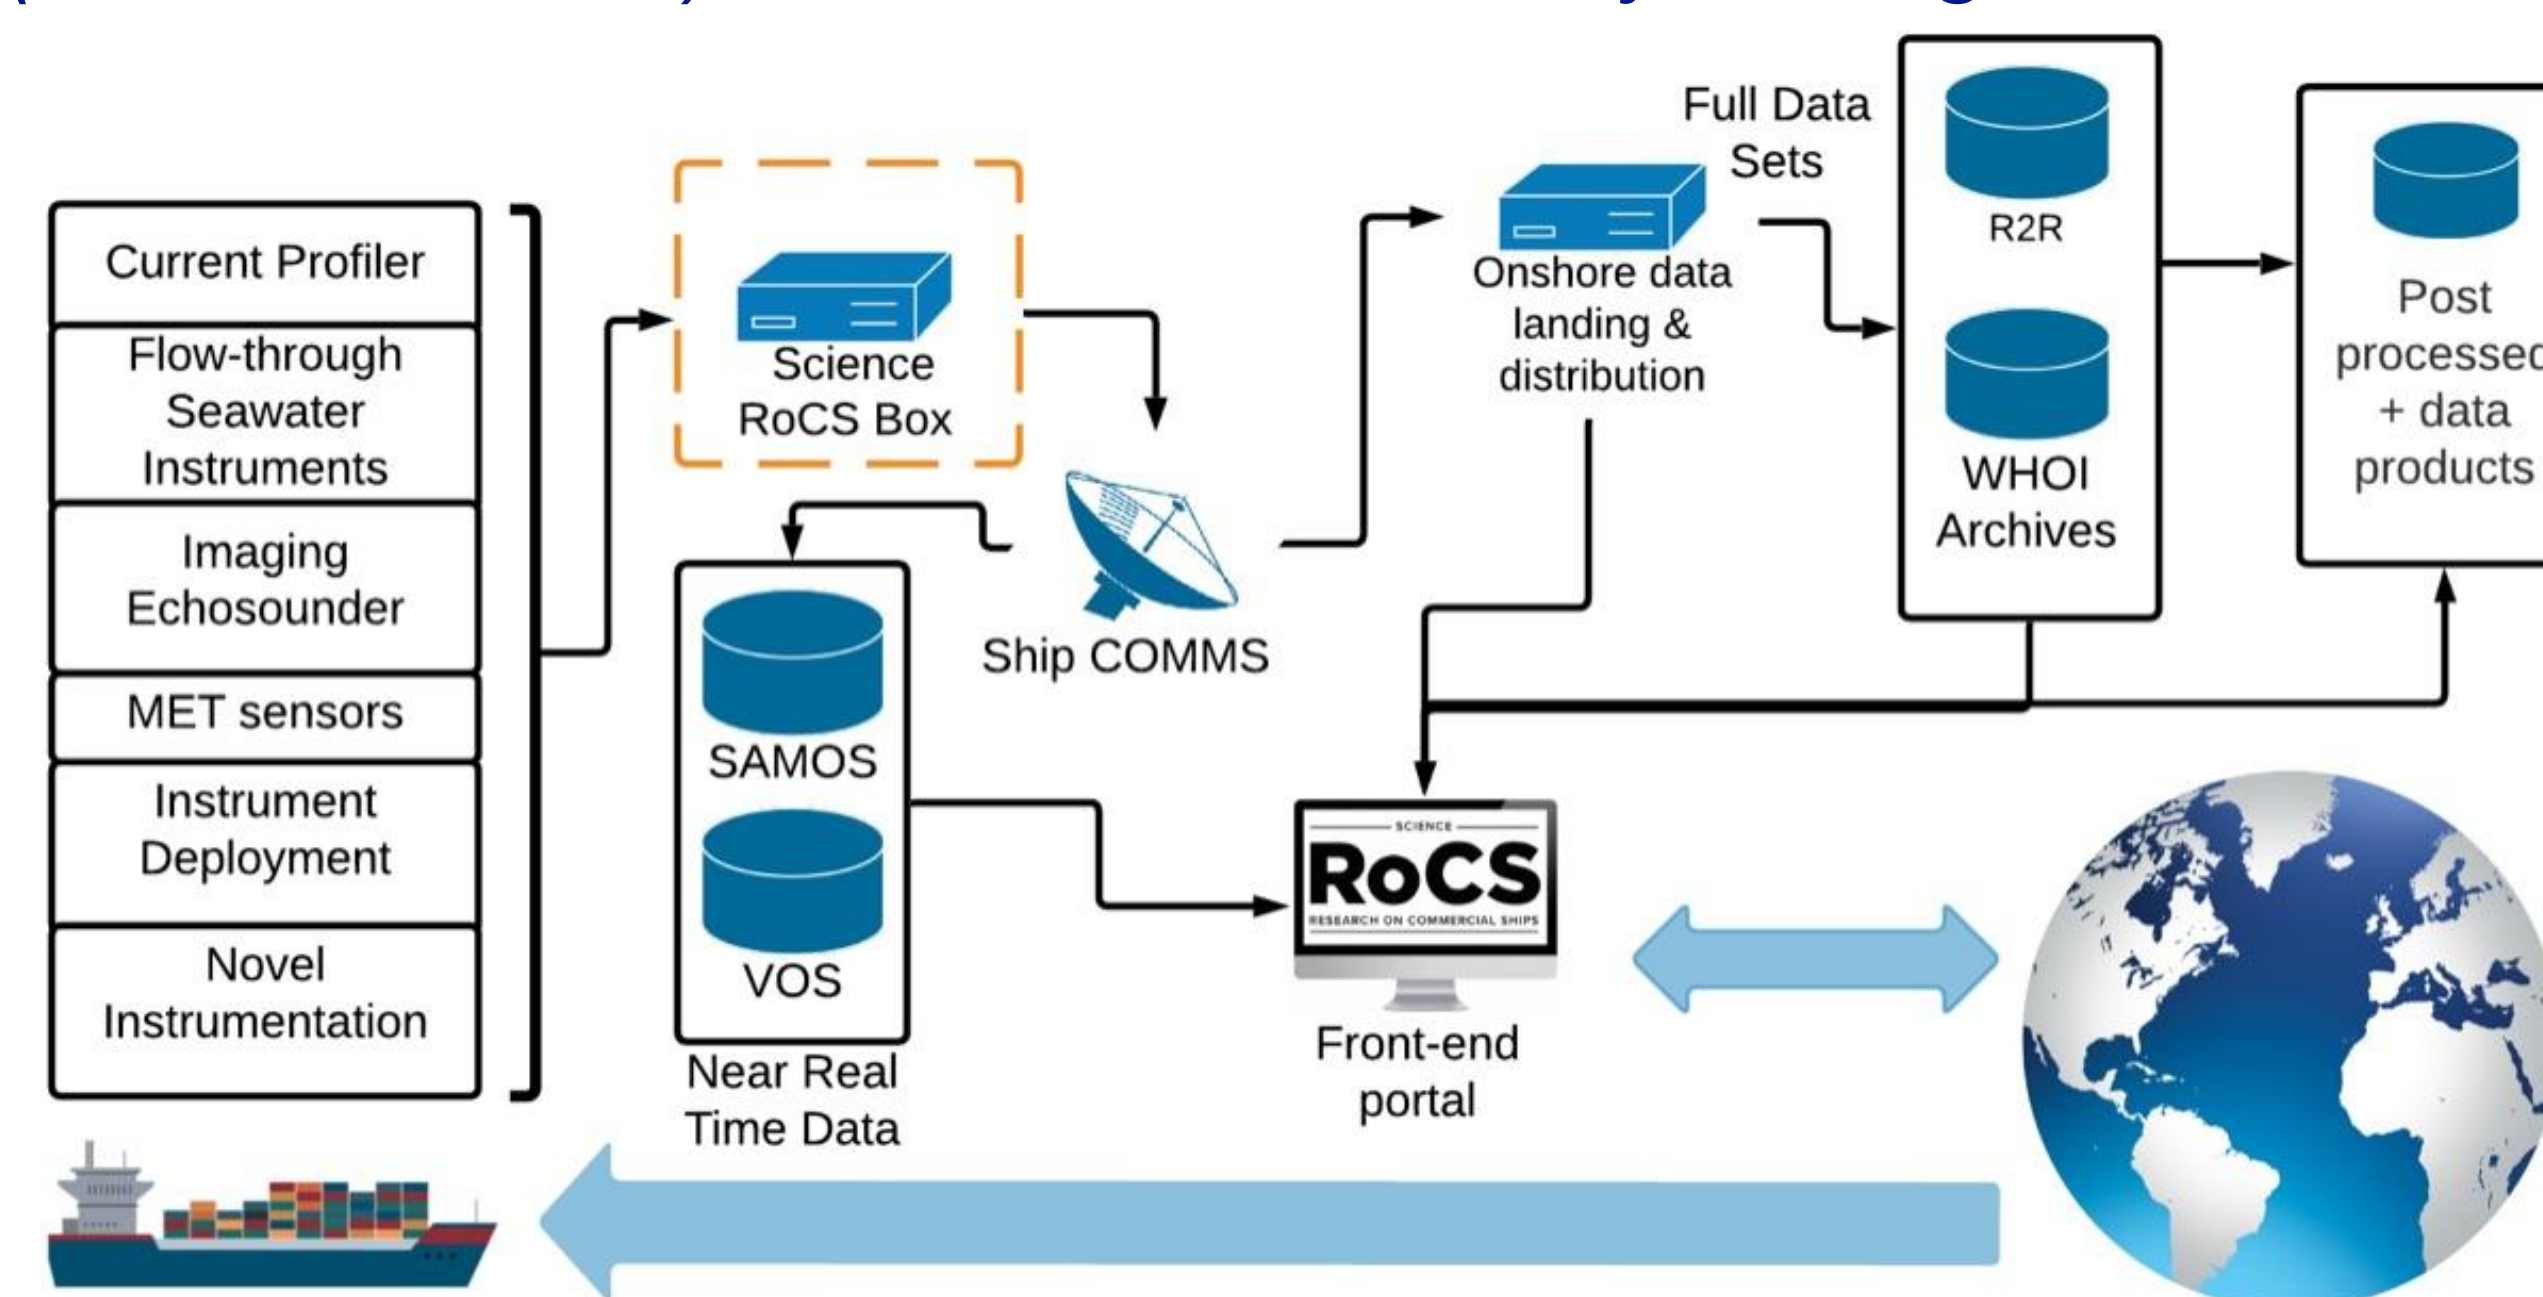 Current Profiler
Flow-through
Seawater
Instruments
Imaging
Echosounder
MET sensors
Instrument
Deployment
Novel
Instrumentation
Science
RoCS Box
Ship COMMS
SAMOS
VOS
Near Real
Time Data
Onshore data
landing &
distribution
Full Data
Sets
R2R
WHOI
Archives
Post
processed
+ data
products
SCIENCE
RoCS
RESEARCH ON COMMERCIAL SHIPS
Front-end
portal